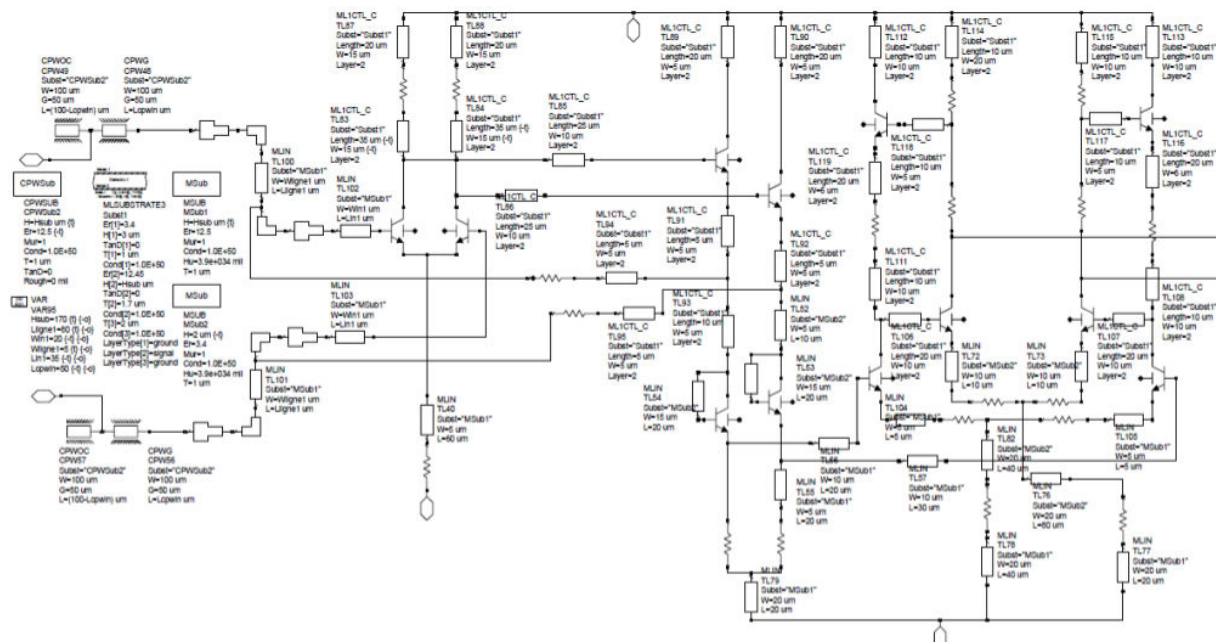 CPWOC
CPW49
Subst="CPWSub2"
W=100 um
G=50 um
L=(100-Lopwin) um
CPWG
CPW48
Subst="CPWSub2"
W=100 um
G=50 um
L=Lopwin um
CPWSub
CPWSUB
CPWSub2
H=Hsub um {t}
Er=12.5 {-t}
Mur=1
Cond=1.0E+50
T=1 um
TanD=0
Rough=0 mil
MLSUBSTRATE3
Subst1
Er[1]=3.4
H[1]=3 um
TanD[1]=0
T[1]=1 um
Cond[1]=1.0E+50
Er[2]=12.45
H[2]=Hsub um
TanD[2]=0
T[2]=1.7 um
Cond[2]=1.0E+50
T[3]=2 um
Cond[3]=1.0E+50
LayerType[1]=ground
LayerType[2]=signal
LayerType[3]=ground
MSub
MSUB
MSub1
H=Hsub um {t}
Er=12.5
Mur=1
Cond=1.0E+50
Hu=3.9e+034 mil
T=1 um
MSub
MSUB
MSub2
H=2 um {-t}
Er=3.4
Mur=1
Cond=1.0E+50
Hu=3.9e+034 mil
T=1 um
VAR
VAR95
Hsub=170 {t} {-o}
Lligne1=60 {t} {-o}
Win1=20 {-t} {-o}
Wligne1=5 {t} {-o}
Lin1=35 {-t} {-o}
Lopwin=50 {-t} {-o}
CPWOC
CPW57
Subst="CPWSub2"
W=100 um
G=50 um
L=(100-Lopwin) um
CPWG
CPW56
Subst="CPWSub2"
W=100 um
G=50 um
L=Lopwin um
MLIN
TL100
Subst="MSub1"
W=Wligne1 um
L=Lligne1 um
MLIN
TL102
Subst="MSub1"
W=Win1 um
L=Lin1 um
MLIN
TL103
Subst="MSub1"
W=Win1 um
L=Lin1 um
MLIN
TL101
Subst="MSub1"
W=Wligne1 um
L=Lligne1 um
ML1CTL_C
TL87
Subst="Subst1"
Length=20 um
W=15 um
Layer=2
ML1CTL_C
TL88
Subst="Subst1"
Length=20 um
W=15 um
Layer=2
ML1CTL_C
TL83
Subst="Subst1"
Length=35 um {-t}
W=15 um {-t}
Layer=2
ML1CTL_C
TL84
Subst="Subst1"
Length=35 um {-t}
W=15 um {-t}
Layer=2
ML1CTL_C
TL85
Subst="Subst1"
Length=25 um
W=10 um
Layer=2
ML1CTL_C
TL86
Subst="Subst1"
Length=25 um
W=10 um
Layer=2
MLIN
TL40
Subst="MSub1"
W=5 um
L=60 um
ML1CTL_C
TL89
Subst="Subst1"
Length=20 um
W=5 um
Layer=2
ML1CTL_C
TL90
Subst="Subst1"
Length=20 um
W=5 um
Layer=2
ML1CTL_C
TL94
Subst="Subst1"
Length=5 um
W=5 um
Layer=2
ML1CTL_C
TL91
Subst="Subst1"
Length=5 um
W=5 um
Layer=2
ML1CTL_C
TL92
Subst="Subst1"
Length=5 um
W=5 um
Layer=2
ML1CTL_C
TL93
Subst="Subst1"
Length=10 um
W=5 um
Layer=2
ML1CTL_C
TL95
Subst="Subst1"
Length=5 um
W=5 um
Layer=2
MLIN
TL52
Subst="MSub2"
W=5 um
L=10 um
MLIN
TL53
Subst="MSub2"
W=15 um
L=20 um
MLIN
TL54
Subst="MSub2"
W=15 um
L=20 um
MLIN
TL55
Subst="MSub1"
W=5 um
L=20 um
MLIN
TL56
Subst="MSub1"
W=10 um
L=20 um
MLIN
TL57
Subst="MSub1"
W=10 um
L=30 um
MLIN
TL79
Subst="MSub1"
W=20 um
L=20 um
ML1CTL_C
TL112
Subst="Subst1"
Length=10 um
W=10 um
Layer=2
ML1CTL_C
TL114
Subst="Subst1"
Length=10 um
W=20 um
Layer=2
ML1CTL_C
TL115
Subst="Subst1"
Length=10 um
W=20 um
Layer=2
ML1CTL_C
TL113
Subst="Subst1"
Length=10 um
W=10 um
Layer=2
ML1CTL_C
TL118
Subst="Subst1"
Length=10 um
W=5 um
Layer=2
ML1CTL_C
TL119
Subst="Subst1"
Length=20 um
W=5 um
Layer=2
ML1CTL_C
TL117
Subst="Subst1"
Length=10 um
W=5 um
Layer=2
ML1CTL_C
TL116
Subst="Subst1"
Length=20 um
Layer=2
ML1CTL_C
TL111
Subst="Subst1"
Length=10 um
W=10 um
Layer=2
ML1CTL_C
TL106
Subst="Subst1"
Length=20 um
W=10 um
Layer=2
MLIN
TL72
Subst="MSub2"
W=10 um
L=10 um
MLIN
TL73
Subst="MSub2"
W=10 um
L=10 um
ML1CTL_C
TL107
Subst="Subst1"
Length=20 um
W=10 um
Layer=2
ML1CTL_C
TL108
Subst="Subst1"
Length=10 um
W=10 um
Layer=2
MLIN
TL104
Subst="MSub1"
W=5 um
L=5 um
MLIN
TL105
Subst="MSub1"
W=5 um
L=5 um
MLIN
TL82
Subst="MSub2"
W=20 um
L=40 um
MLIN
TL76
Subst="MSub2"
W=20 um
L=60 um
MLIN
TL78
Subst="MSub1"
W=20 um
L=40 um
MLIN
TL77
Subst="MSub1"
W=20 um
L=20 um